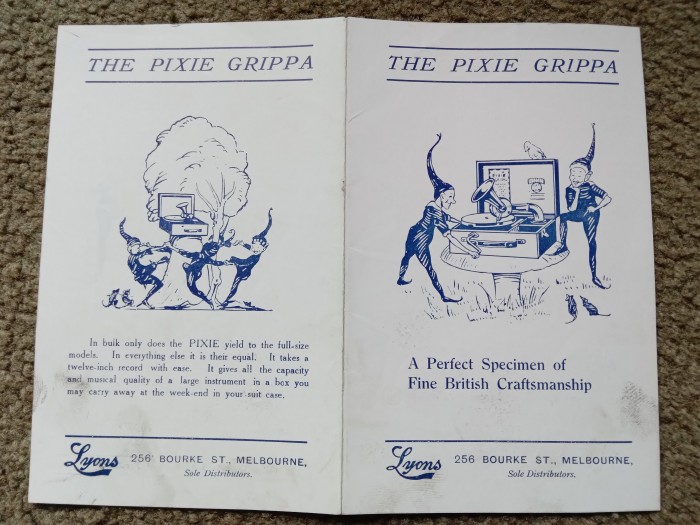 THE PIXIE GRIPPA
In bulk only does the PIXIE yield to the full-size
models. In everything else it is their equal. It takes a
twelve-inch record with ease. It gives all the capacity
and musical quality of a large instrument in a box you
may carry away at the week-end in your suit case.
Lyons 256 BOURKE ST., MELBOURNE,
Sole Distributors.
THE PIXIE GRIPPA
A Perfect Specimen of
Fine British Craftsmanship
Lyons 256 BOURKE ST., MELBOURNE,
Sole Distributors.